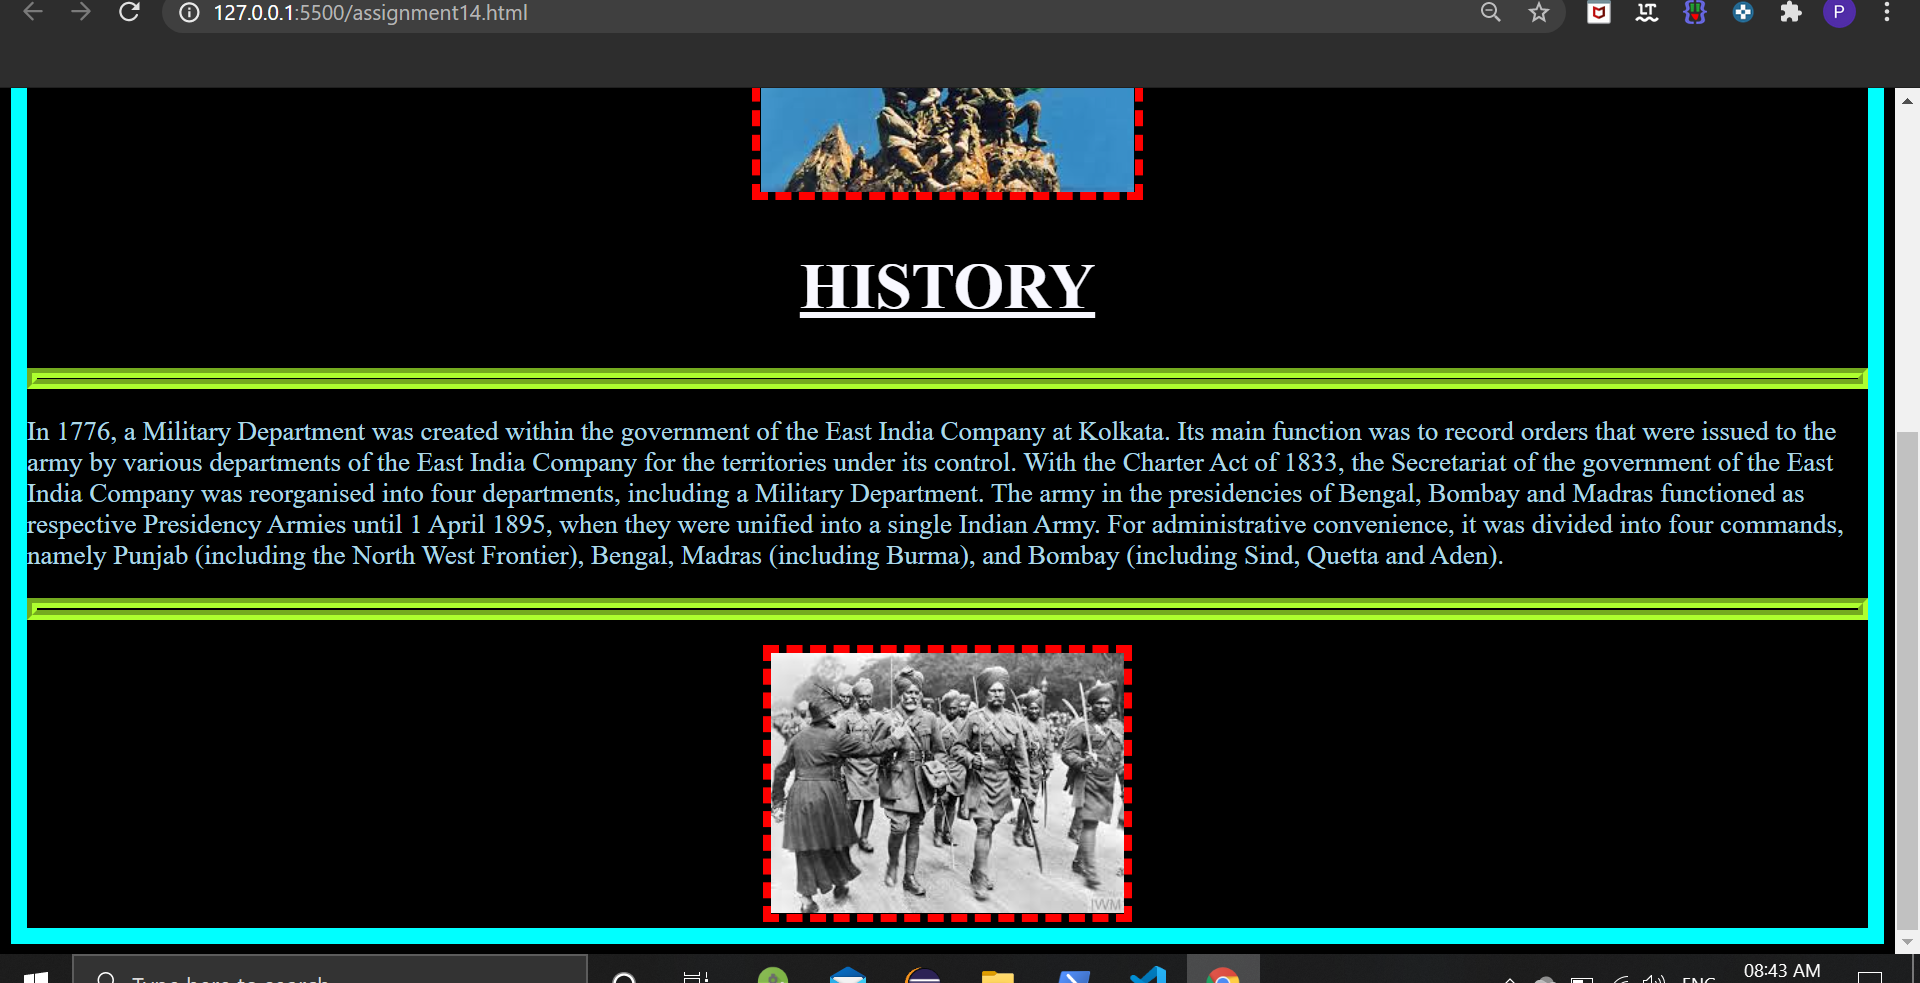 127.0.0.1:5500/assignment14.html
LT
P
HISTORY
In 1776, a Military Department was created within the government of the East India Company at Kolkata. Its main function was to record orders that were issued to the
army by various departments of the East India Company for the territories under its control. With the Charter Act of 1833, the Secretariat of the government of the East
India Company was reorganised into four departments, including a Military Department. The army in the presidencies of Bengal, Bombay and Madras functioned as
respective Presidency Armies until 1 April 1895, when they were unified into a single Indian Army. For administrative convenience, it was divided into four commands,
namely Punjab (including the North West Frontier), Bengal, Madras (including Burma), and Bombay (including Sind, Quetta and Aden).
IWM
Type here to search
ENG
08:43 AM